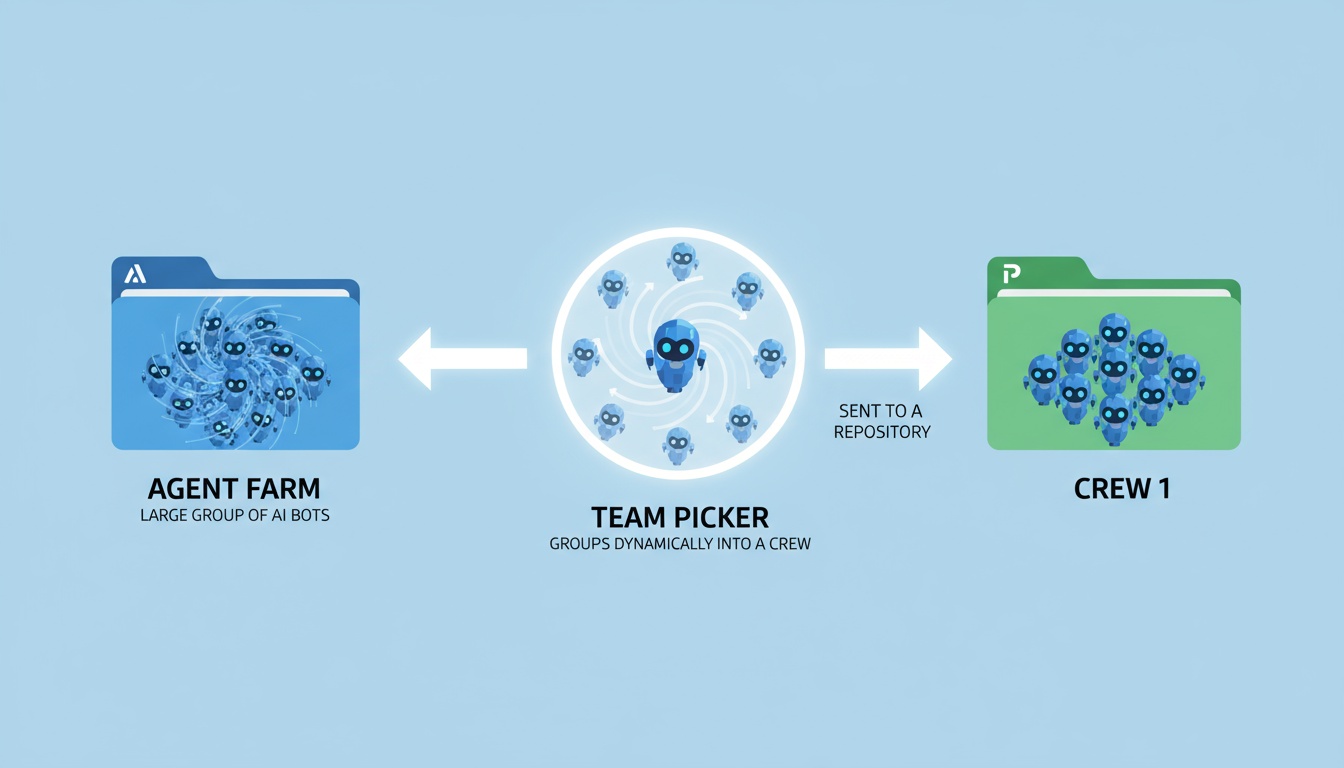 AGENT FARM
LARGE GROUP OF AI BOTS
TEAM PICKER
GROUPS DYNAMICALLY INTO A CREW
SENT TO A
REPOSITORY
CREW 1